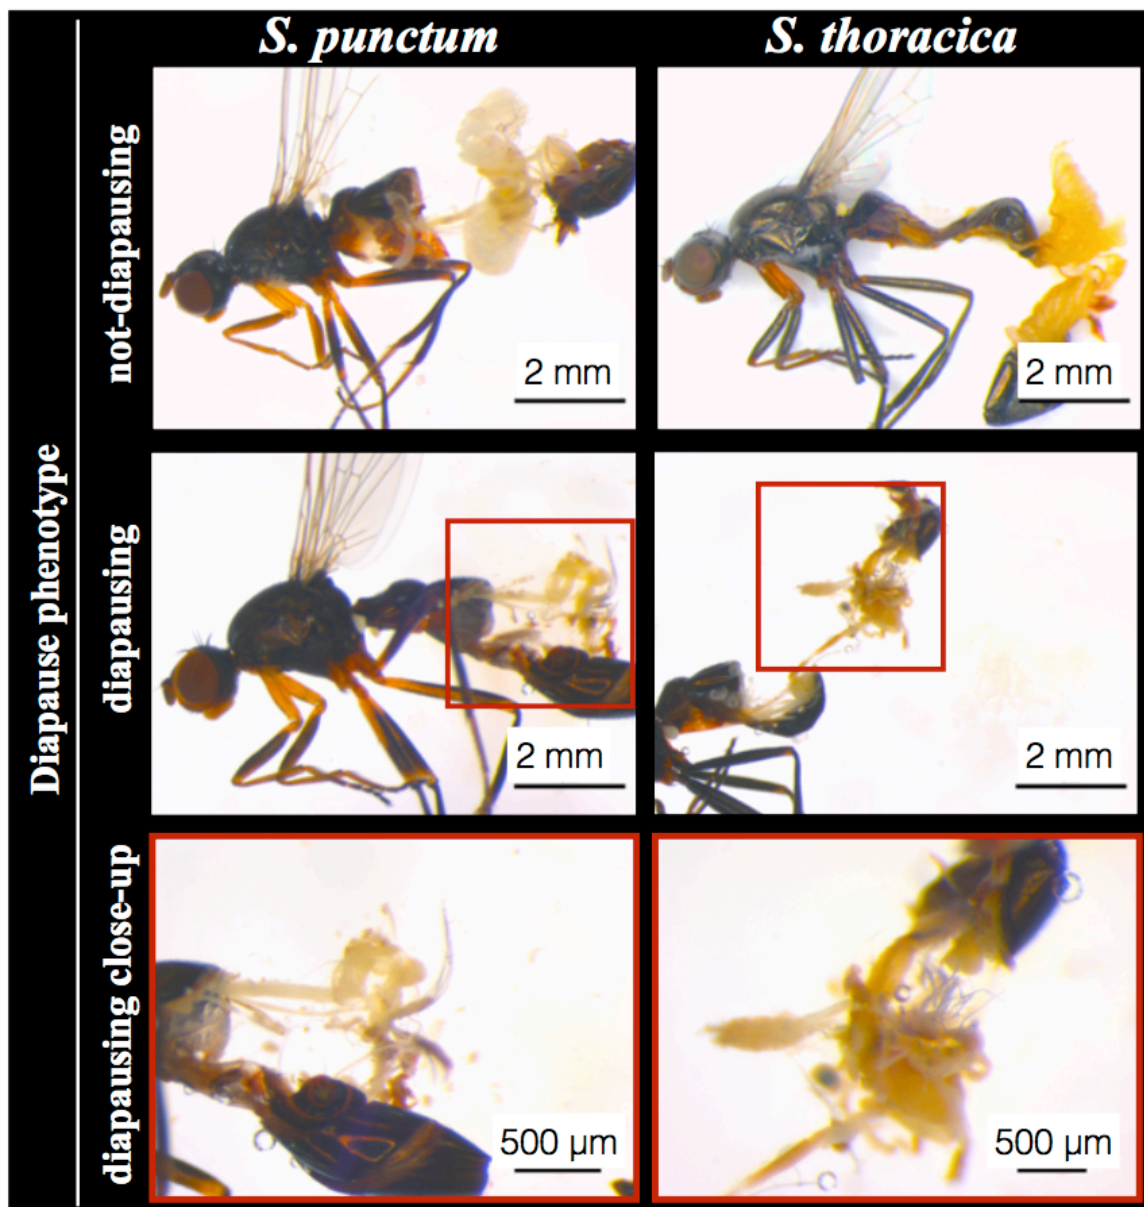 S. punctum
S. thoracica
Diapause phenotype
not-diapausing
2 mm
2 mm
diapausing
2 mm
2 mm
diapausing close-up
500 µm
500 µm